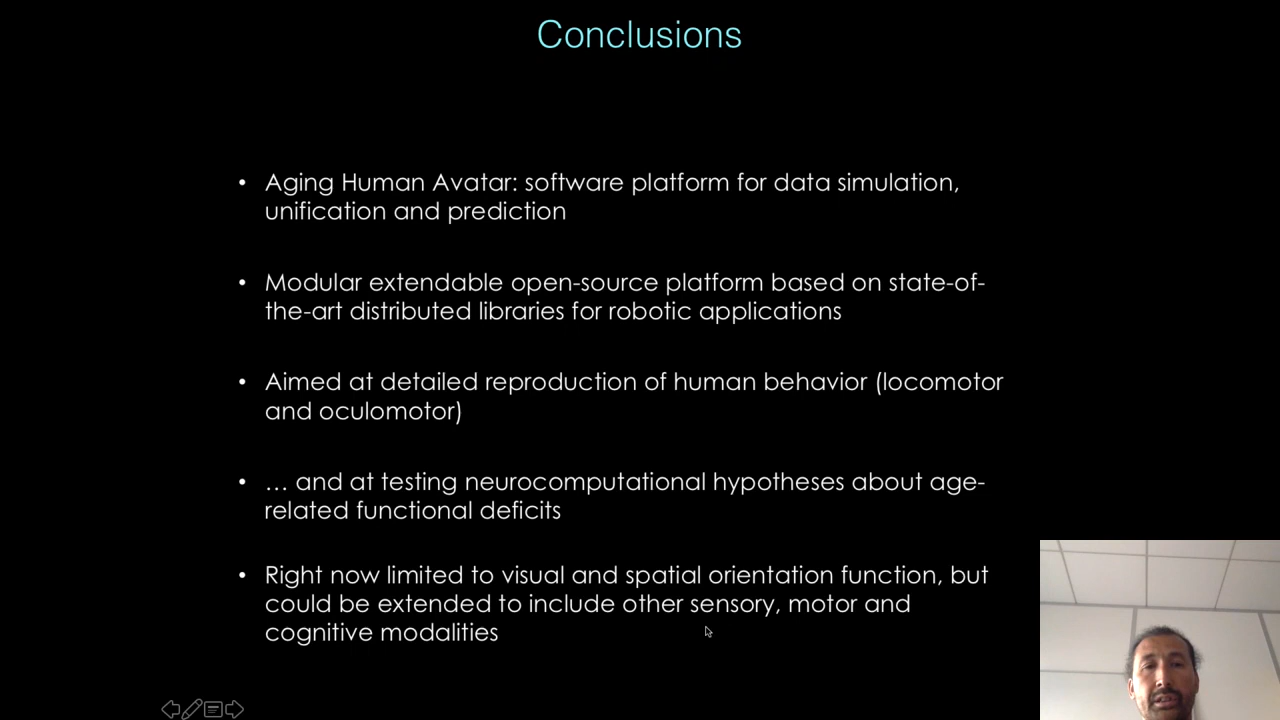 Conclusions
• Aging Human Avatar: software platform for data simulation,
unification and prediction
• Modular extendable open-source platform based on state-of-
the-art distributed libraries for robotic applications
• Aimed at detailed reproduction of human behavior (locomotor
and oculomotor)
• … and at testing neurocomputational hypotheses about age-
related functional deficits
• Right now limited to visual and spatial orientation function, but
could be extended to include other sensory, motor and
cognitive modalities